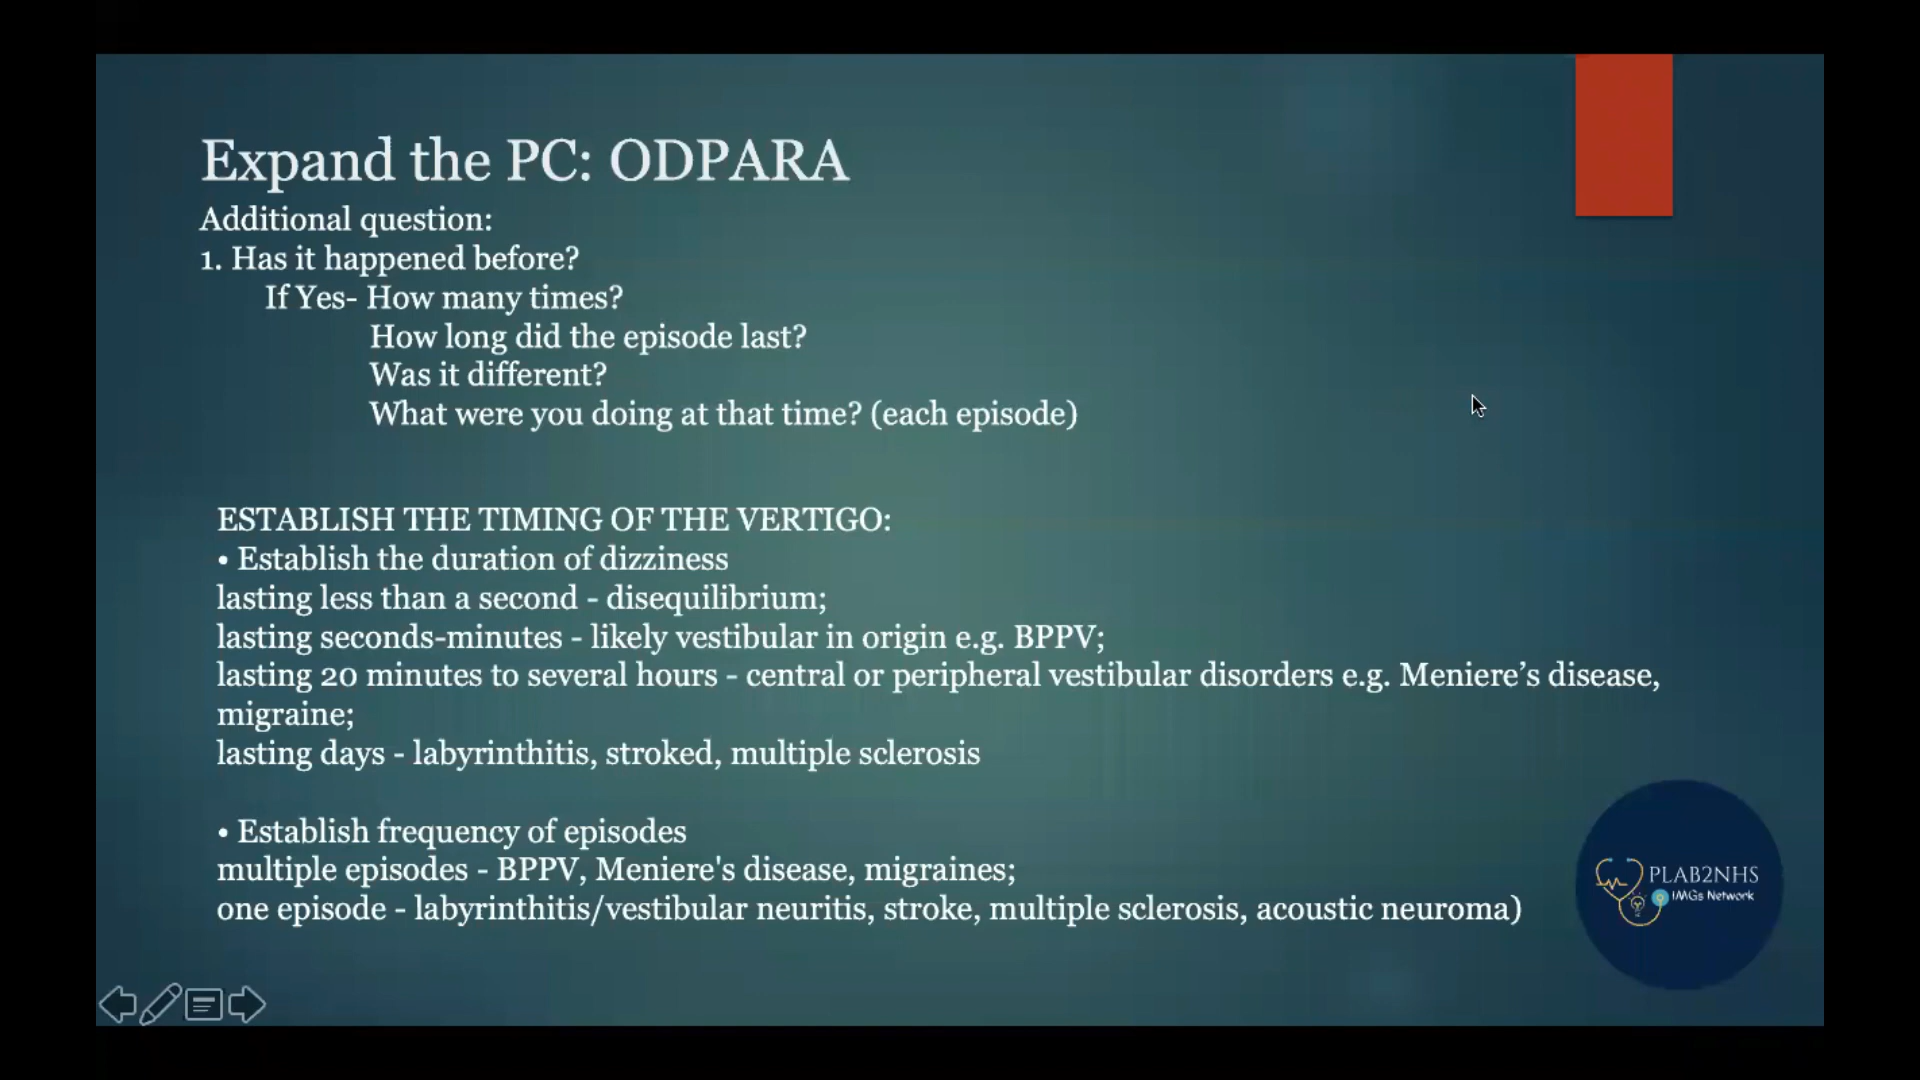 Expand the PC: ODPARA
Additional question:
1. Has it happened before?
If Yes- How many times?
How long did the episode last?
Was it different?
What were you doing at that time? (each episode)
ESTABLISH THE TIMING OF THE VERTIGO:
• Establish the duration of dizziness
lasting less than a second - disequilibrium;
lasting seconds-minutes - likely vestibular in origin e.g. BPPV;
lasting 20 minutes to several hours - central or peripheral vestibular disorders e.g. Meniere’s disease,
migraine;
lasting days - labyrinthitis, stroked, multiple sclerosis
• Establish frequency of episodes
multiple episodes - BPPV, Meniere's disease, migraines;
one episode - labyrinthitis/vestibular neuritis, stroke, multiple sclerosis, acoustic neuroma)
PLAB2NHS
IMGs Network